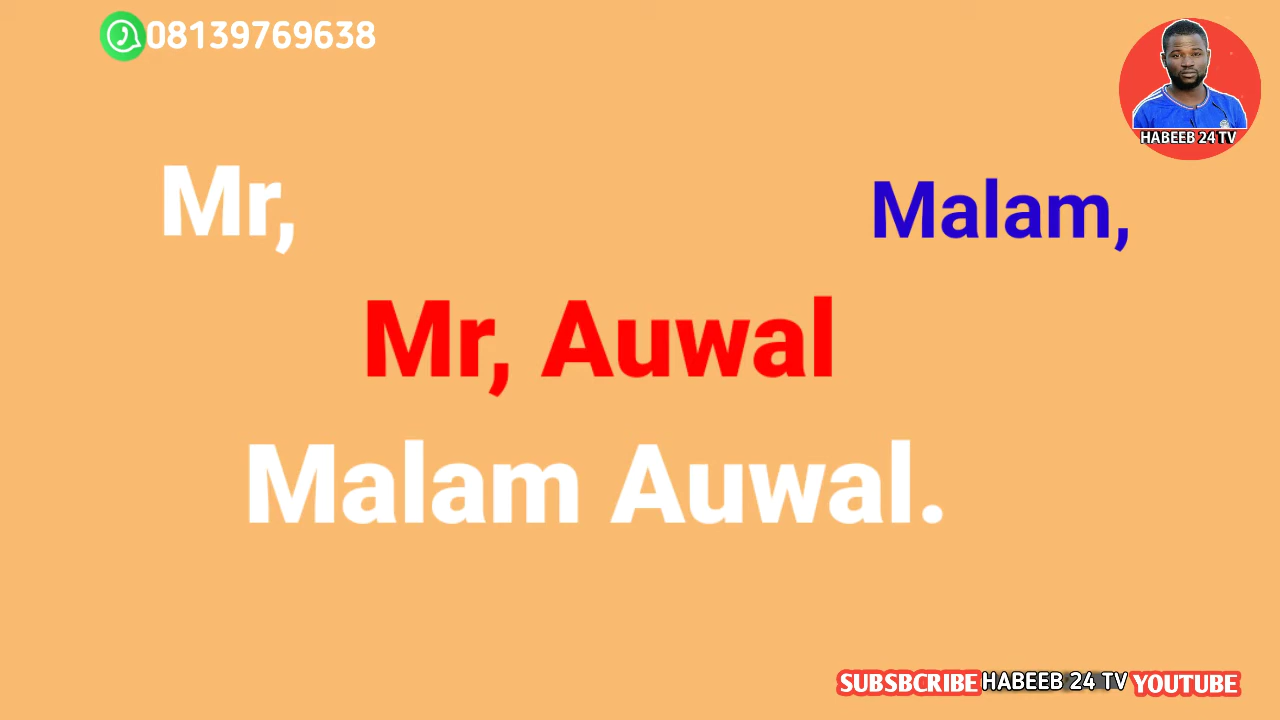 08139769638
HABEEB 24 TV
Mr,
Malam,
Mr, Auwal
Malam Auwal.
SUBSBCRIBE HABEEB 24 TV YOUTUBE